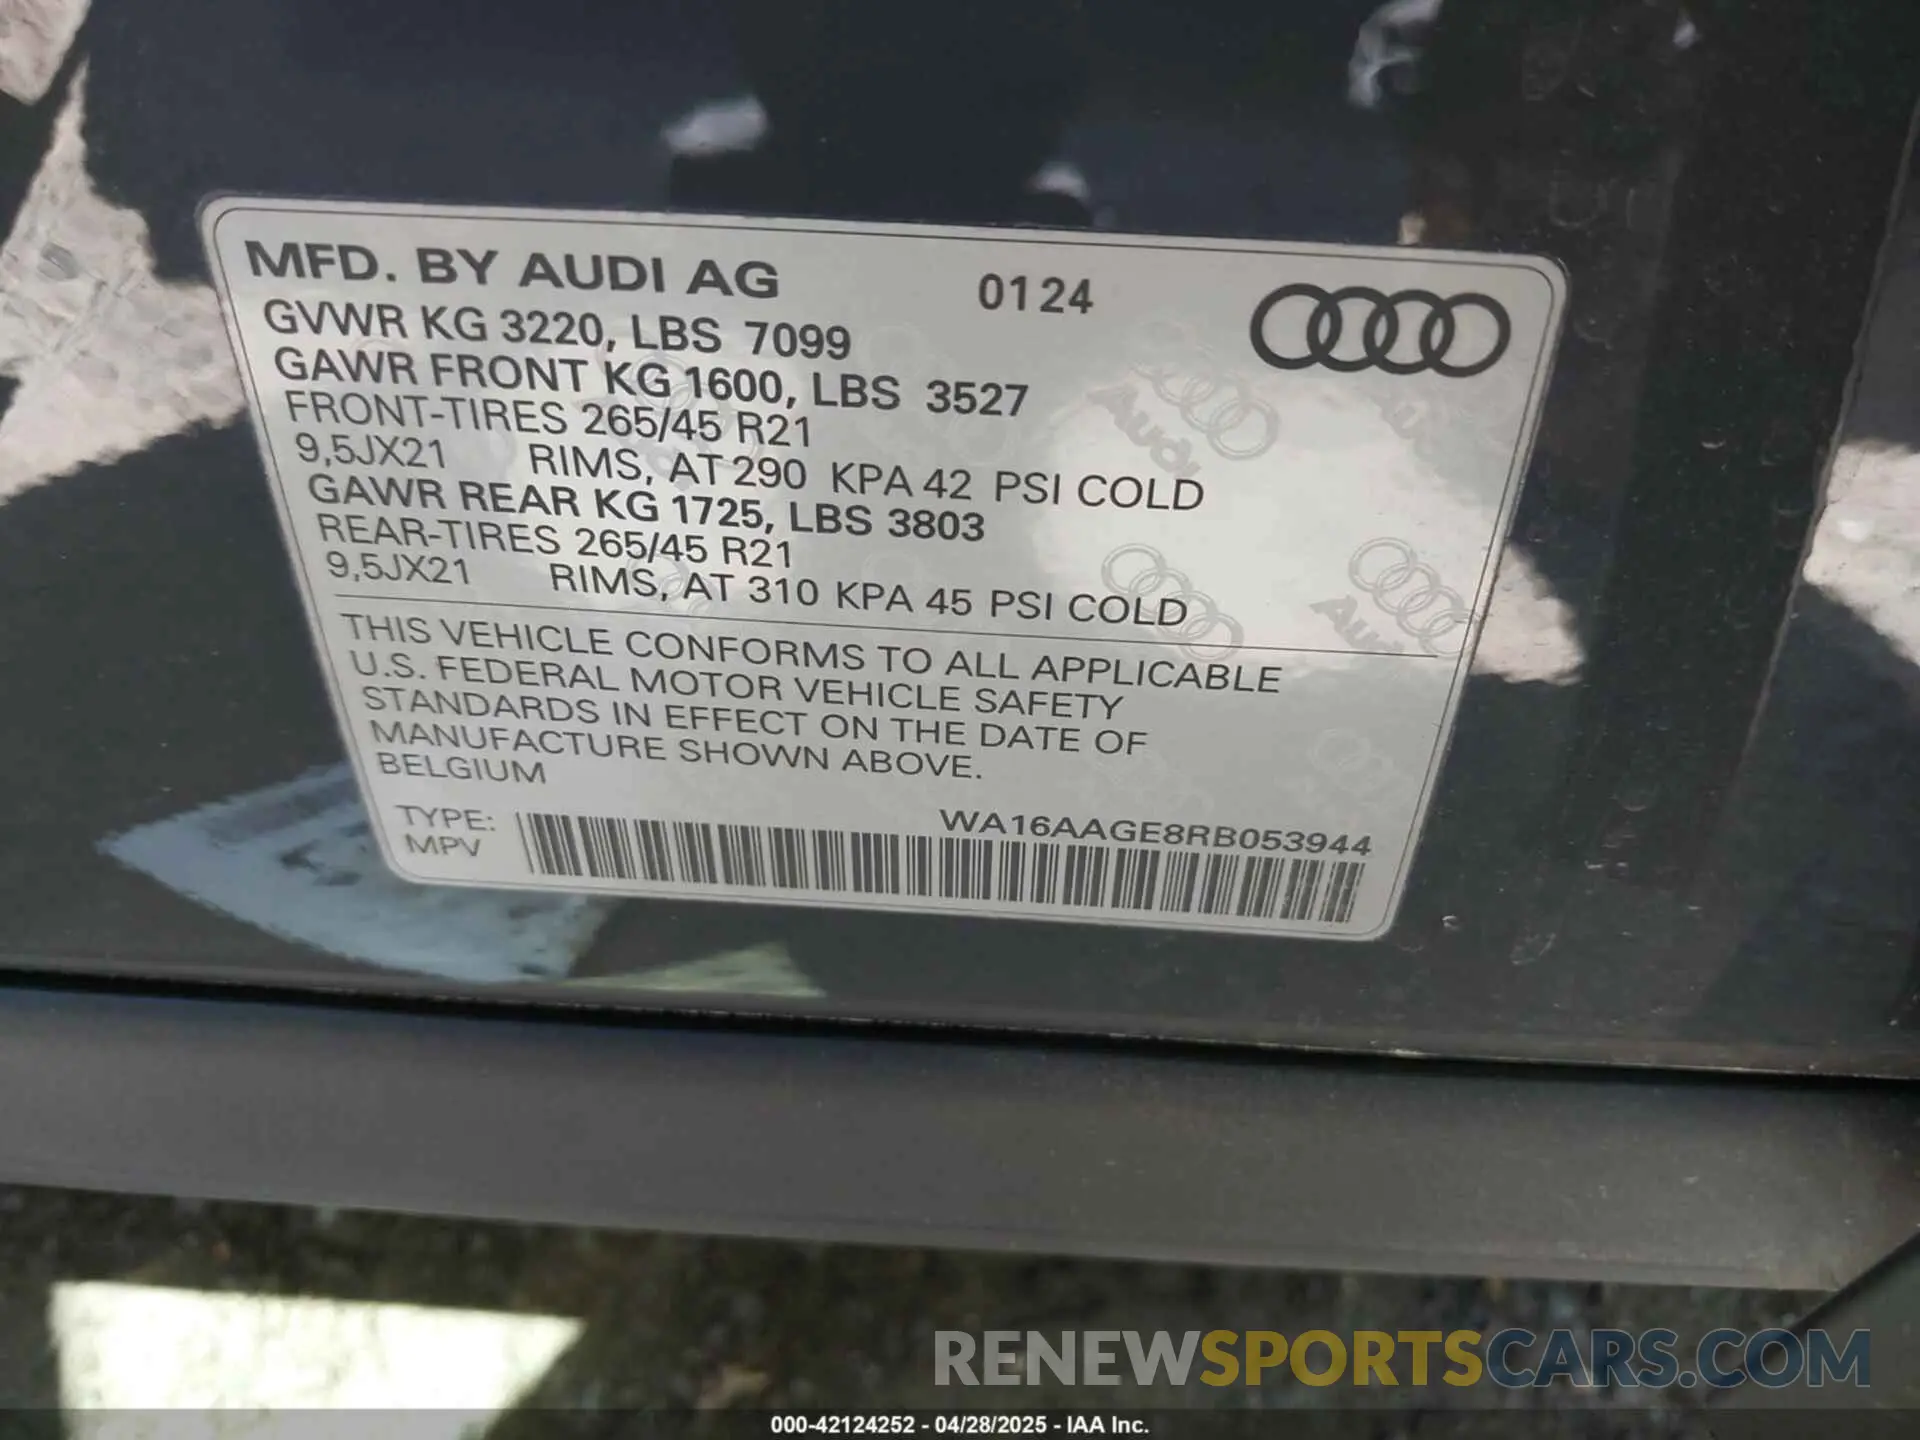 MFD. BY AUDI AG 0124
GVWR KG 3220, LBS 7099
GAWR FRONT KG 1600, LBS 3527
FRONT-TIRES 265/45 R21
9,5JX21 RIMS, AT 290 KPA 42 PSI COLD
GAWR REAR KG 1725, LBS 3803
REAR-TIRES 265/45 R21
9,5JX21 RIMS, AT 310 KPA 45 PSI COLD
THIS VEHICLE CONFORMS TO ALL APPLICABLE
U.S. FEDERAL MOTOR VEHICLE SAFETY
STANDARDS IN EFFECT ON THE DATE OF
MANUFACTURE SHOWN ABOVE.
BELGIUM
TYPE: WA16AAGE8RB053944
MPV
Audi
Audi
RENEWSPORTSCARS.COM
000-42124252 - 04/28/2025 - IAA Inc.